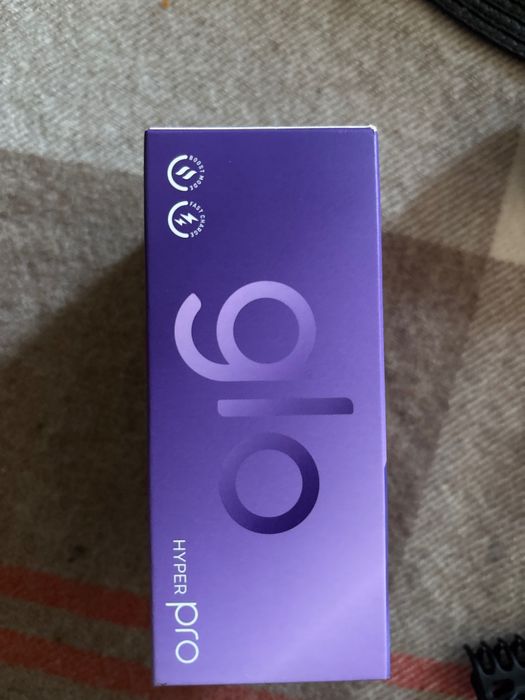 BOOST MODE
FAST CHARGE
glo
HYPER pro